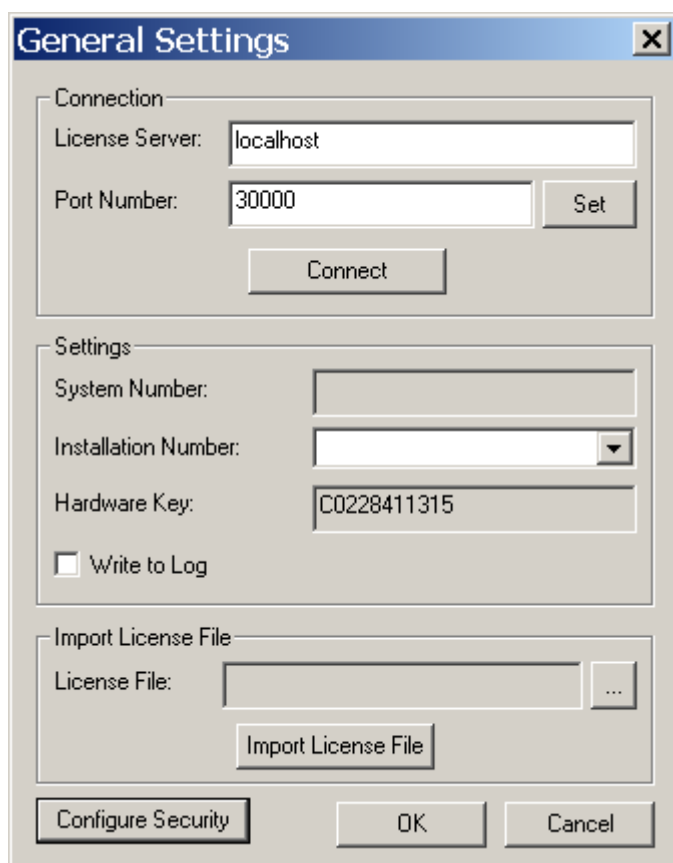 General Settings
Connection
License Server: localhost
Port Number: 30000 Set
Connect
Settings
System Number:
Installation Number:
Hardware Key: C0228411315
Write to Log
Import License File
License File: ...
Import License File
Configure Security OK Cancel